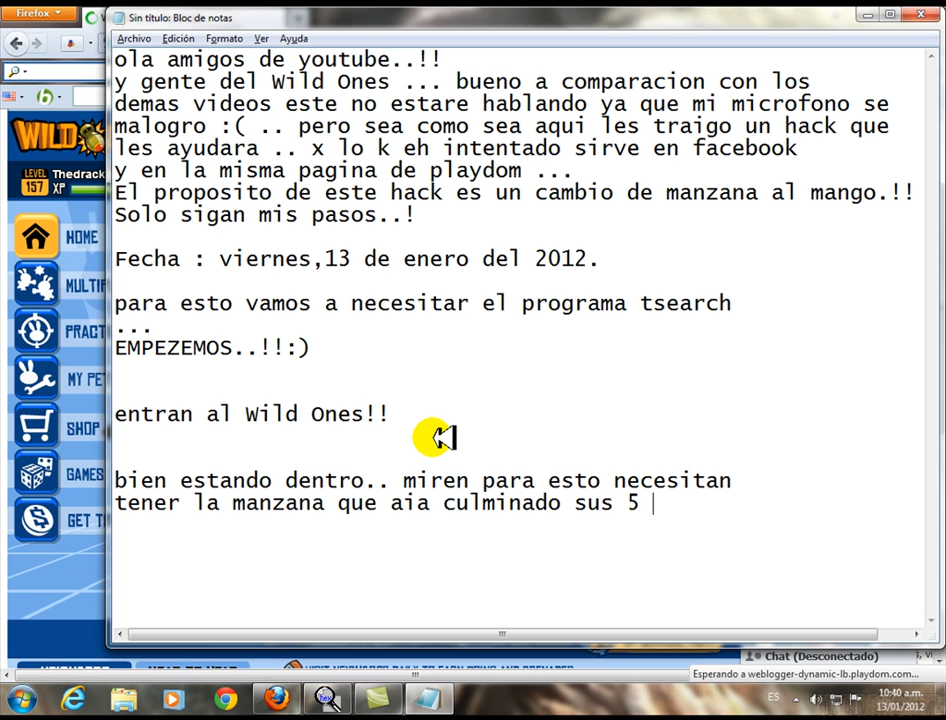 Firefox
Sin título: Bloc de notas
Archivo Edición Formato Ver Ayuda
ola amigos de youtube..!!
y gente del Wild Ones ... bueno a comparacion con los
demas videos este no estare hablando ya que mi microfono se
malogro :( .. pero sea como sea aqui les traigo un hack que
les ayudara .. x lo k eh intentado sirve en facebook
y en la misma pagina de playdom ...
El proposito de este hack es un cambio de manzana al mango.!!
Solo sigan mis pasos..!
Fecha : viernes,13 de enero del 2012.
para esto vamos a necesitar el programa tsearch
...
EMPEZEMOS..!!:)
entran al Wild Ones!!
bien estando dentro.. miren para esto necesitan
tener la manzana que aia culminado sus 5
WILD
LEVEL
157
Thedrack
XP
HOME
MULTIP
PRACT
MY PET
SHOP
GAMES
GET T
Chat (Desconectado)
Esperando a weblogger-dynamic-lb.playdom.com...
ES
10:40 a.m.
13/01/2012